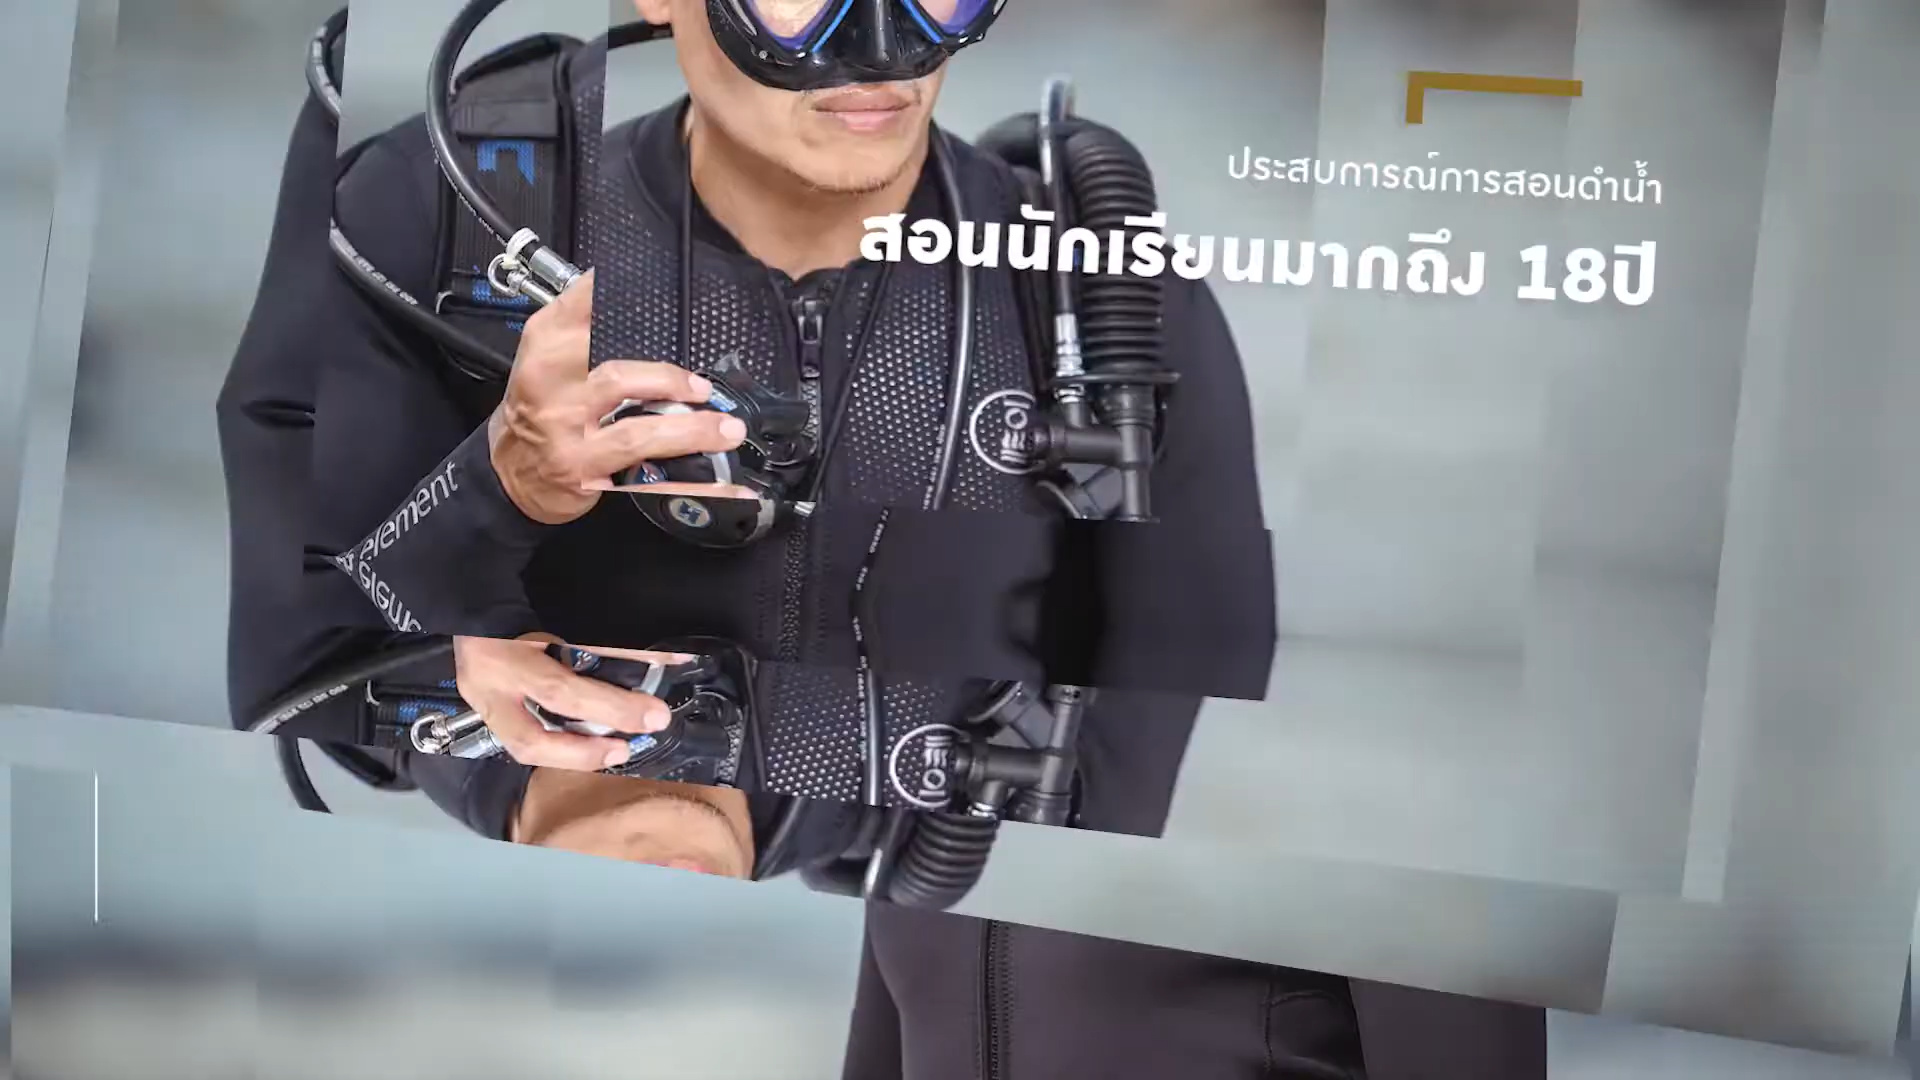 ประสบการณ์การสอนดำน้ำ
สอนนักเรียนมากถึง 18ปี
element